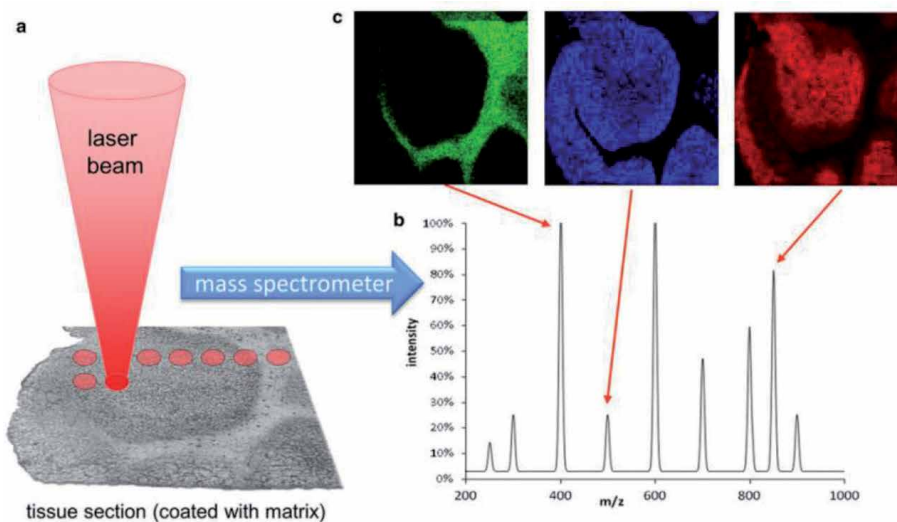 a
laser
beam
mass spectrometer
tissue section (coated with matrix)
c
b
100%
90%
80%
70%
60%
50%
40%
30%
20%
10%
0%
intensity
200
400
600
800
1000
m/z